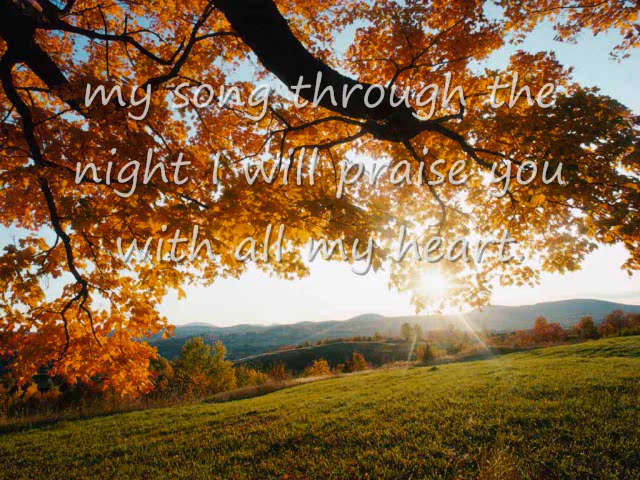 my song through the
night I will praise you
with all my heart.